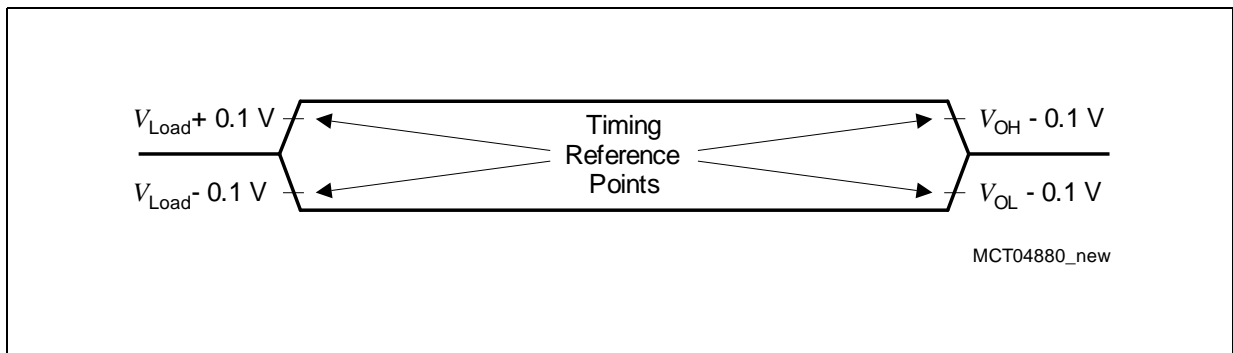 V_Load+ 0.1 V
V_Load- 0.1 V
Timing
Reference
Points
V_OH - 0.1 V
V_OL - 0.1 V
MCT04880_new